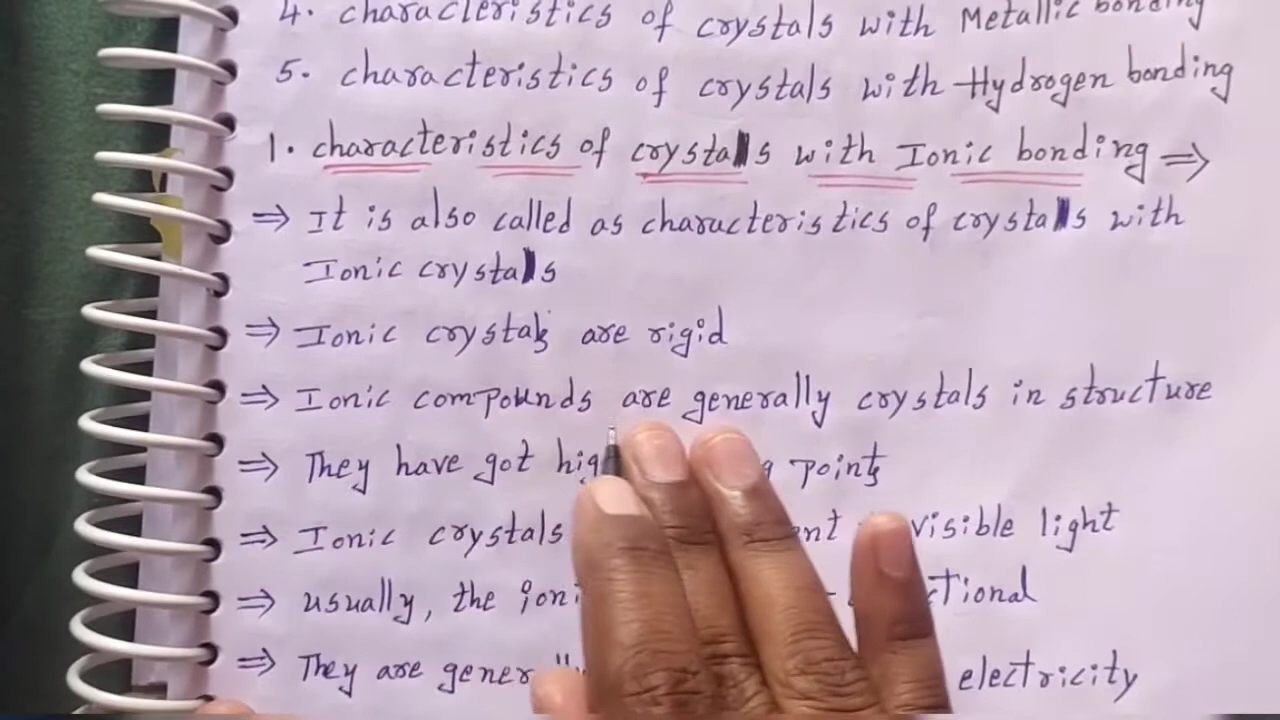 4. characteristics of crystals with Metallic bonding
5. characteristics of crystals with Hydrogen bonding
1. characteristics of crystals with Ionic bonding ⇒
⇒ It is also called as characteristics of crystals with
Ionic crystals
⇒ Ionic crystals are rigid
⇒ Ionic compounds are generally crystals in structure
⇒ They have got points
⇒ Ionic crystals visible light
⇒ usually, the
⇒ They are electricity